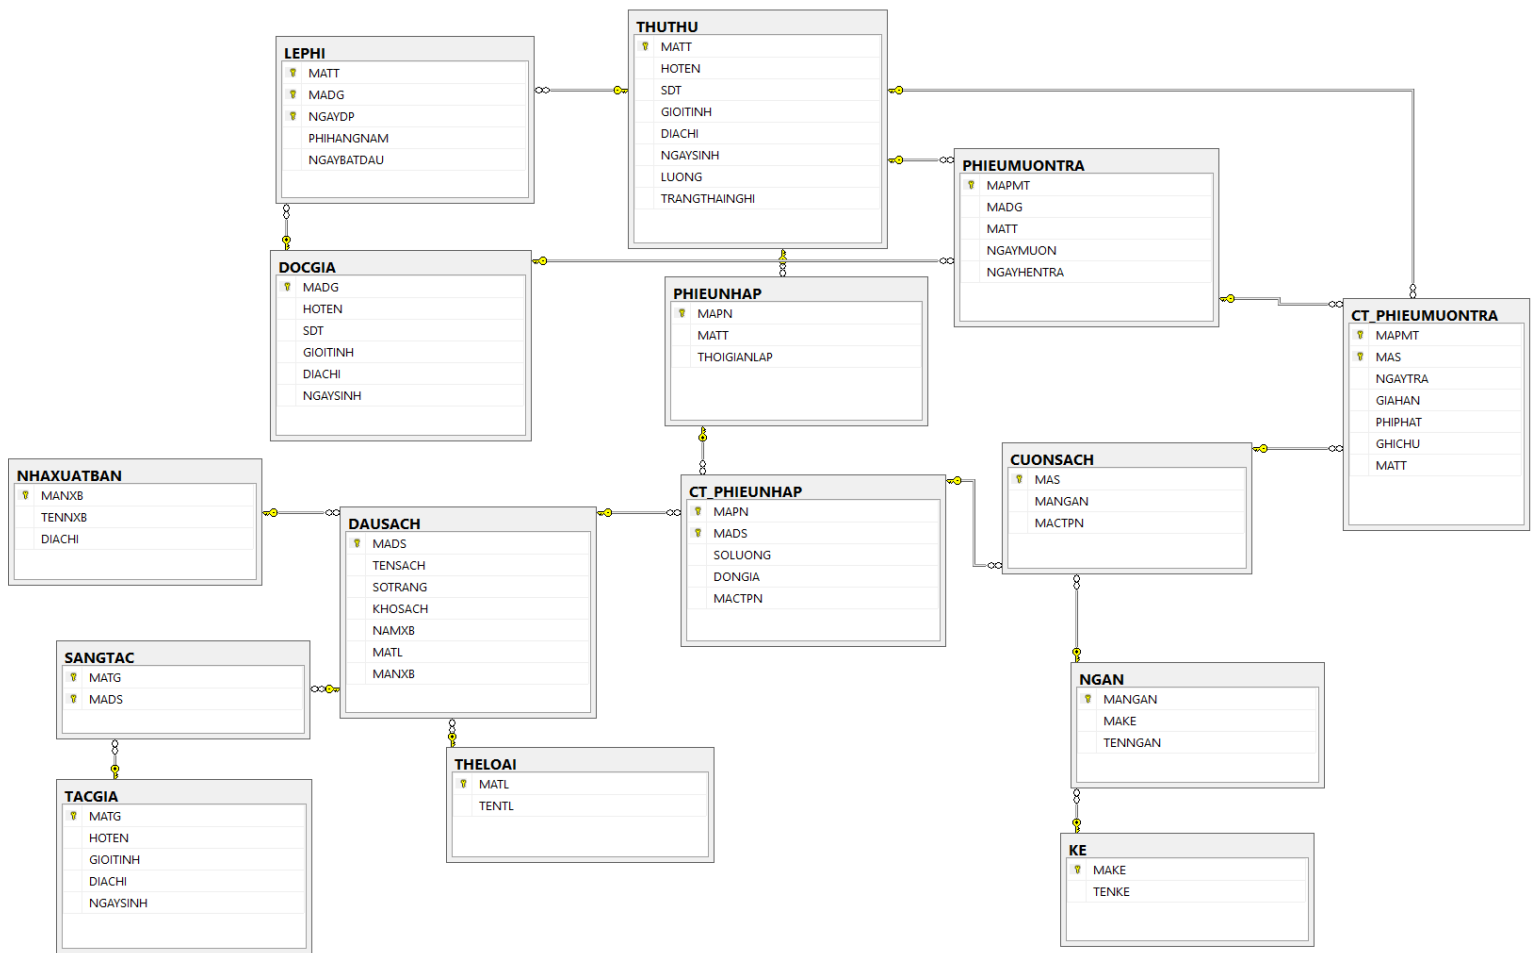 THUTHU
MATT
HOTEN
SDT
GIOITINH
DIACHI
NGAYSINH
LUONG
TRANGTHAINGHI
LEPHI
MATT
MADG
NGAYDP
PHIHANGNAM
NGAYBATDAU
PHIEUMUONTRA
MAPMT
MADG
MATT
NGAYMUON
NGAYHENTRA
DOCGIA
MADG
HOTEN
SDT
GIOITINH
DIACHI
NGAYSINH
PHIEUNHAP
MAPN
MATT
THOIGIANLAP
CT_PHIEUMUONTRA
MAPMT
MAS
NGAYTRA
GIAHAN
PHIPHAT
GHICHU
MATT
CUONSACH
MAS
MANGAN
MACTPN
NHAXUATBAN
MANXB
TENNXB
DIACHI
CT_PHIEUNHAP
MAPN
MADS
SOLUONG
DONGIA
MACTPN
DAUSACH
MADS
TENSACH
SOTRANG
KHOSACH
NAMXB
MATL
MANXB
SANGTAC
MATG
MADS
NGAN
MANGAN
MAKE
TENNGAN
THELOAI
MATL
TENTL
TACGIA
MATG
HOTEN
GIOITINH
DIACHI
NGAYSINH
KE
MAKE
TENKE